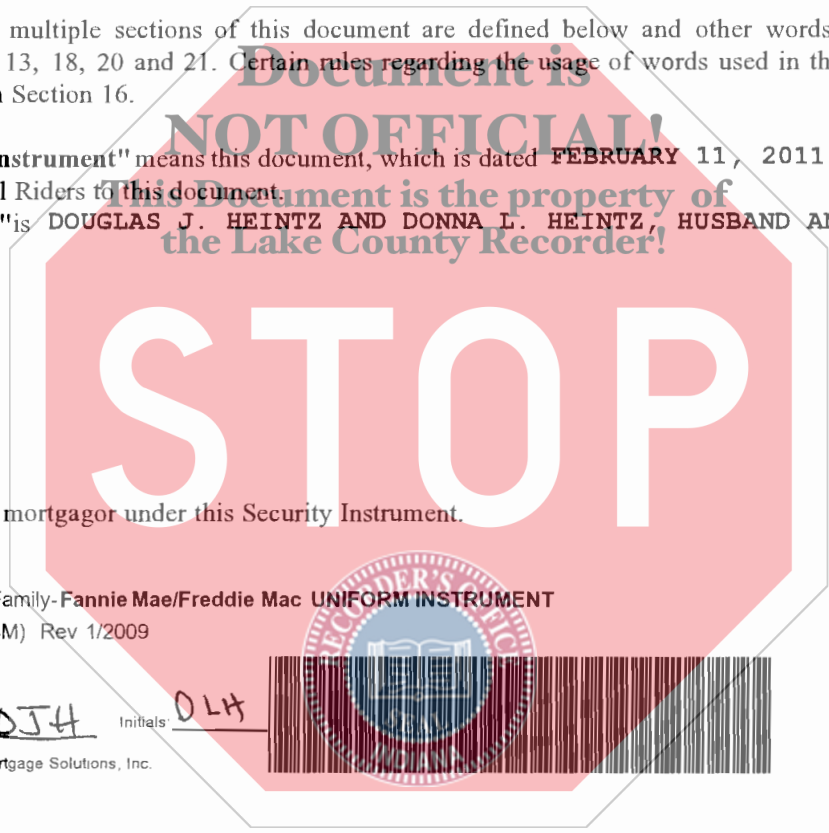 multiple sections of this document are defined below and other words
13, 18, 20 and 21. Certain rules regarding the usage of words used in th
Section 16.
Document is
NOT OFFICIAL!
This Document is the property of
the Lake County Recorder!
nstrument" means this document, which is dated FEBRUARY 11, 2011
l Riders to this document.
" is DOUGLAS J. HEINTZ AND DONNA L. HEINTZ, HUSBAND A
STOP
mortgagor under this Security Instrument.
amily-Fannie Mae/Freddie Mac UNIFORM INSTRUMENT
M) Rev 1/2009
DJH Initials: DLH
rtgage Solutions, Inc.
RECORDER'S OFFICE
SEAL
INDIANA